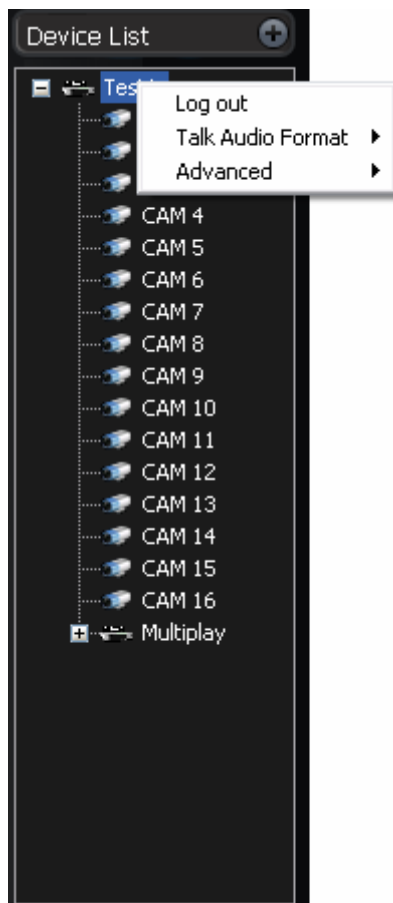 Device List
Log out
Talk Audio Format
Advanced
CAM 4
CAM 5
CAM 6
CAM 7
CAM 8
CAM 9
CAM 10
CAM 11
CAM 12
CAM 13
CAM 14
CAM 15
CAM 16
Multiplay